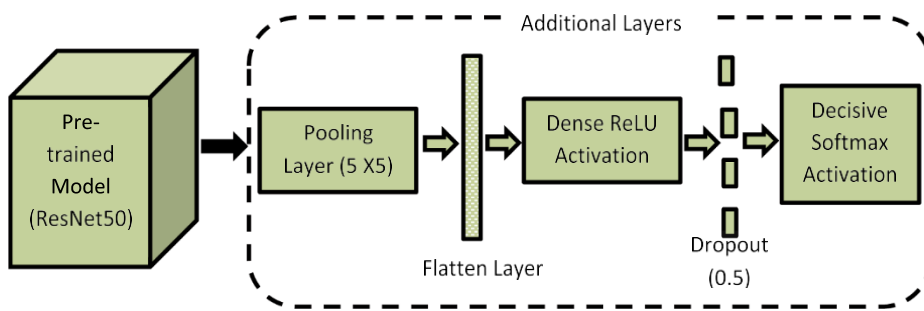 Additional Layers
Pre-
trained
Model
(ResNet50)
Pooling
Layer (5 X5)
Flatten Layer
Dense ReLU
Activation
Dropout
(0.5)
Decisive
Softmax
Activation